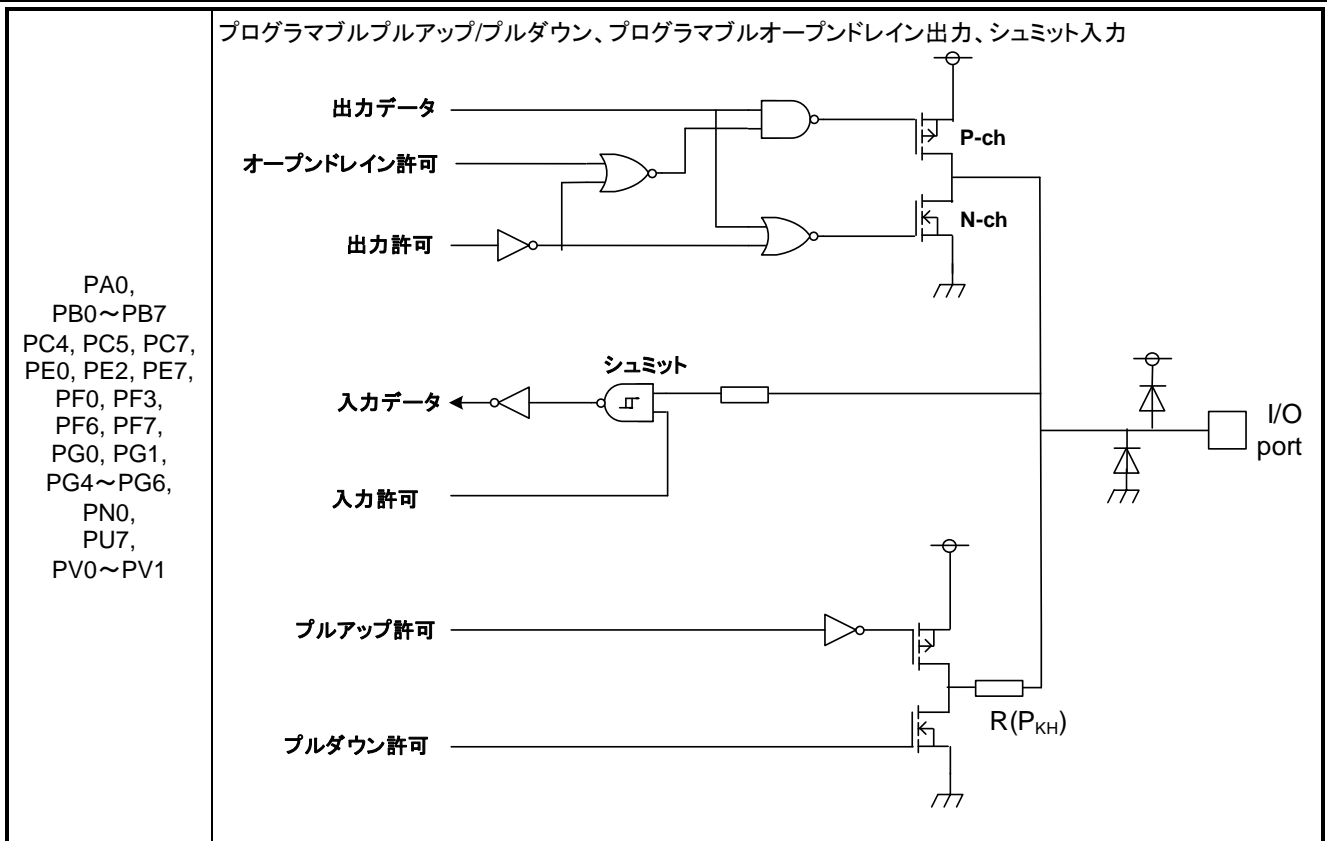 プログラマブルプルアップ/プルダウン、プログラマブルオープンドレイン出力、シュミット入力
出力データ
オープンドレイン許可
出力許可
P-ch
N-ch
PA0,
PB0～PB7
PC4, PC5, PC7,
PE0, PE2, PE7,
PF0, PF3,
PF6, PF7,
PG0, PG1,
PG4～PG6,
PN0,
PU7,
PV0～PV1
シュミット
入力データ
入力許可
I/O
port
プルアップ許可
プルダウン許可
R(PKH)